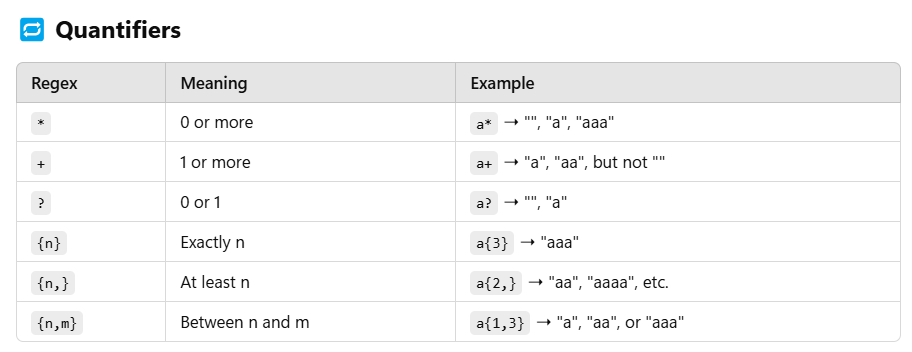 🔁 Quantifiers
Regex Meaning Example
* 0 or more a* → "", "a", "aaa"
+ 1 or more a+ → "a", "aa", but not ""
? 0 or 1 a? → "", "a"
{n} Exactly n a{3} → "aaa"
{n,} At least n a{2,} → "aa", "aaaa", etc.
{n,m} Between n and m a{1,3} → "a", "aa", or "aaa"